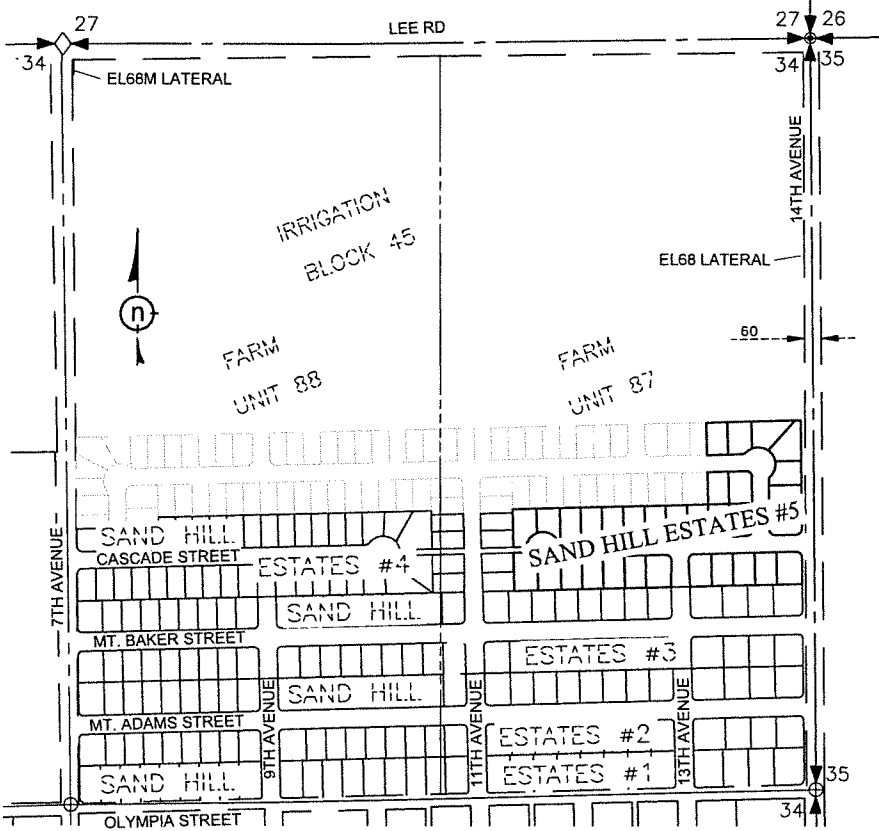 27
LEE RD
27
26
34
EL68M LATERAL
34
35
14TH AVENUE
IRRIGATION
BLOCK 45
EL68 LATERAL
n
60
FARM
UNIT 88
FARM
UNIT 87
SAND HILL ESTATES #5
SAND HILL
CASCADE STREET
ESTATES #4
7TH AVENUE
SAND HILL
MT. BAKER STREET
ESTATES #3
SAND HILL
9TH AVENUE
11TH AVENUE
13TH AVENUE
MT. ADAMS STREET
ESTATES #2
SAND HILL
ESTATES #1
35
34
OLYMPIA STREET